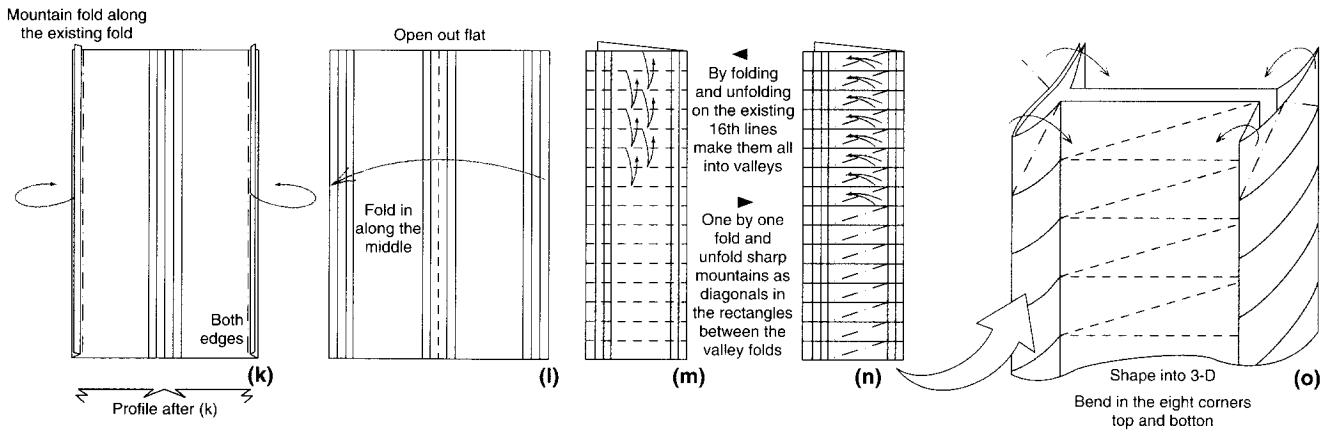 Mountain fold along
the existing fold
Both
edges
(k)
Profile after (k)
Open out flat
Fold in
along the
middle
(l)
(m)
By folding
and unfolding
on the existing
16th lines
make them all
into valleys
One by one
fold and
unfold sharp
mountains as
diagonals in
the rectangles
between the
valley folds
(n)
Shape into 3-D
(o)
Bend in the eight corners
top and botton